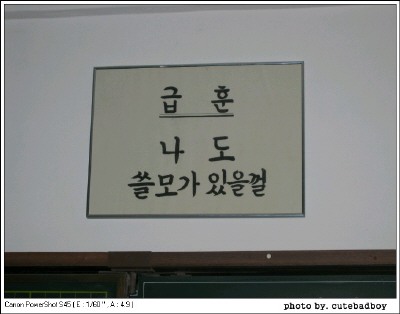 급 훈
나 도
쓸모가 있을껄
Canon PowerShot S45 ( E : 1/60 " , A : 4.9 )
photo by. cutebadboy